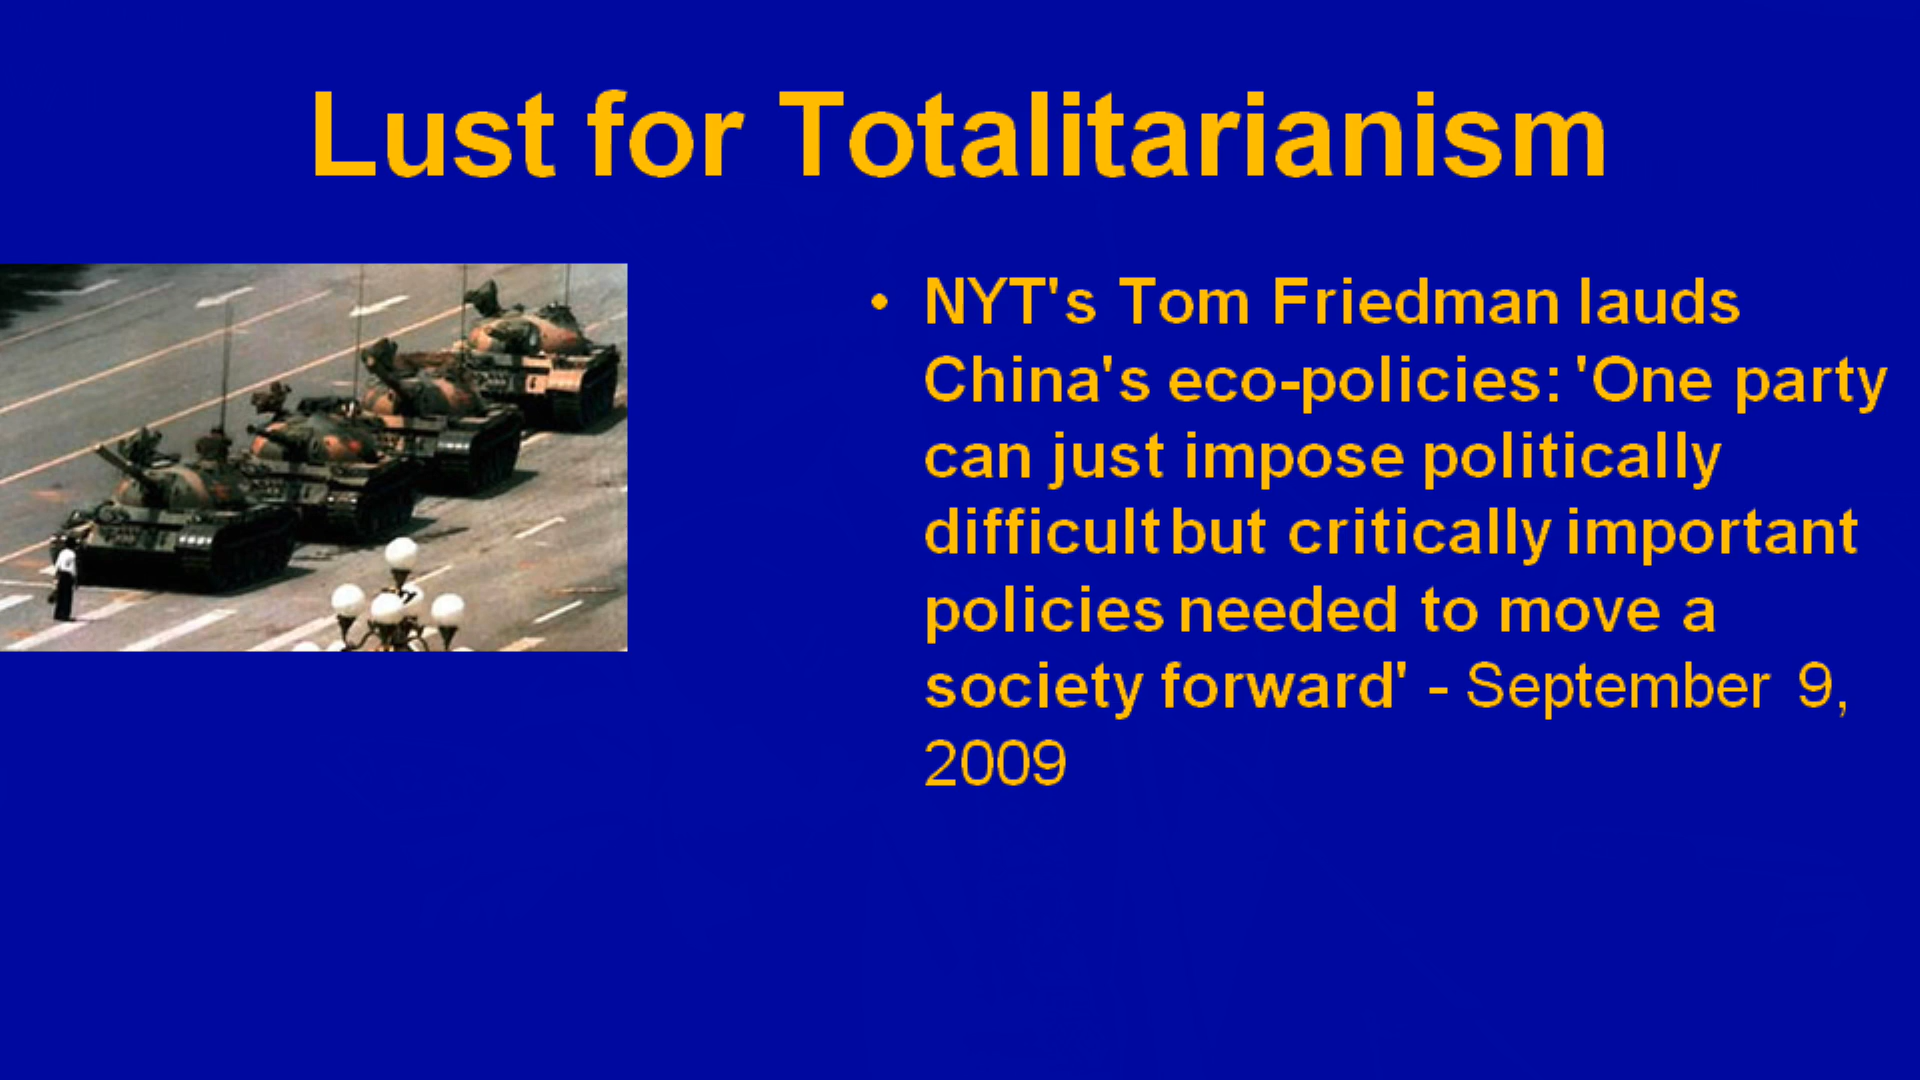 Lust for Totalitarianism
• NYT's Tom Friedman lauds
China's eco-policies: 'One party
can just impose politically
difficult but critically important
policies needed to move a
society forward' - September 9,
2009